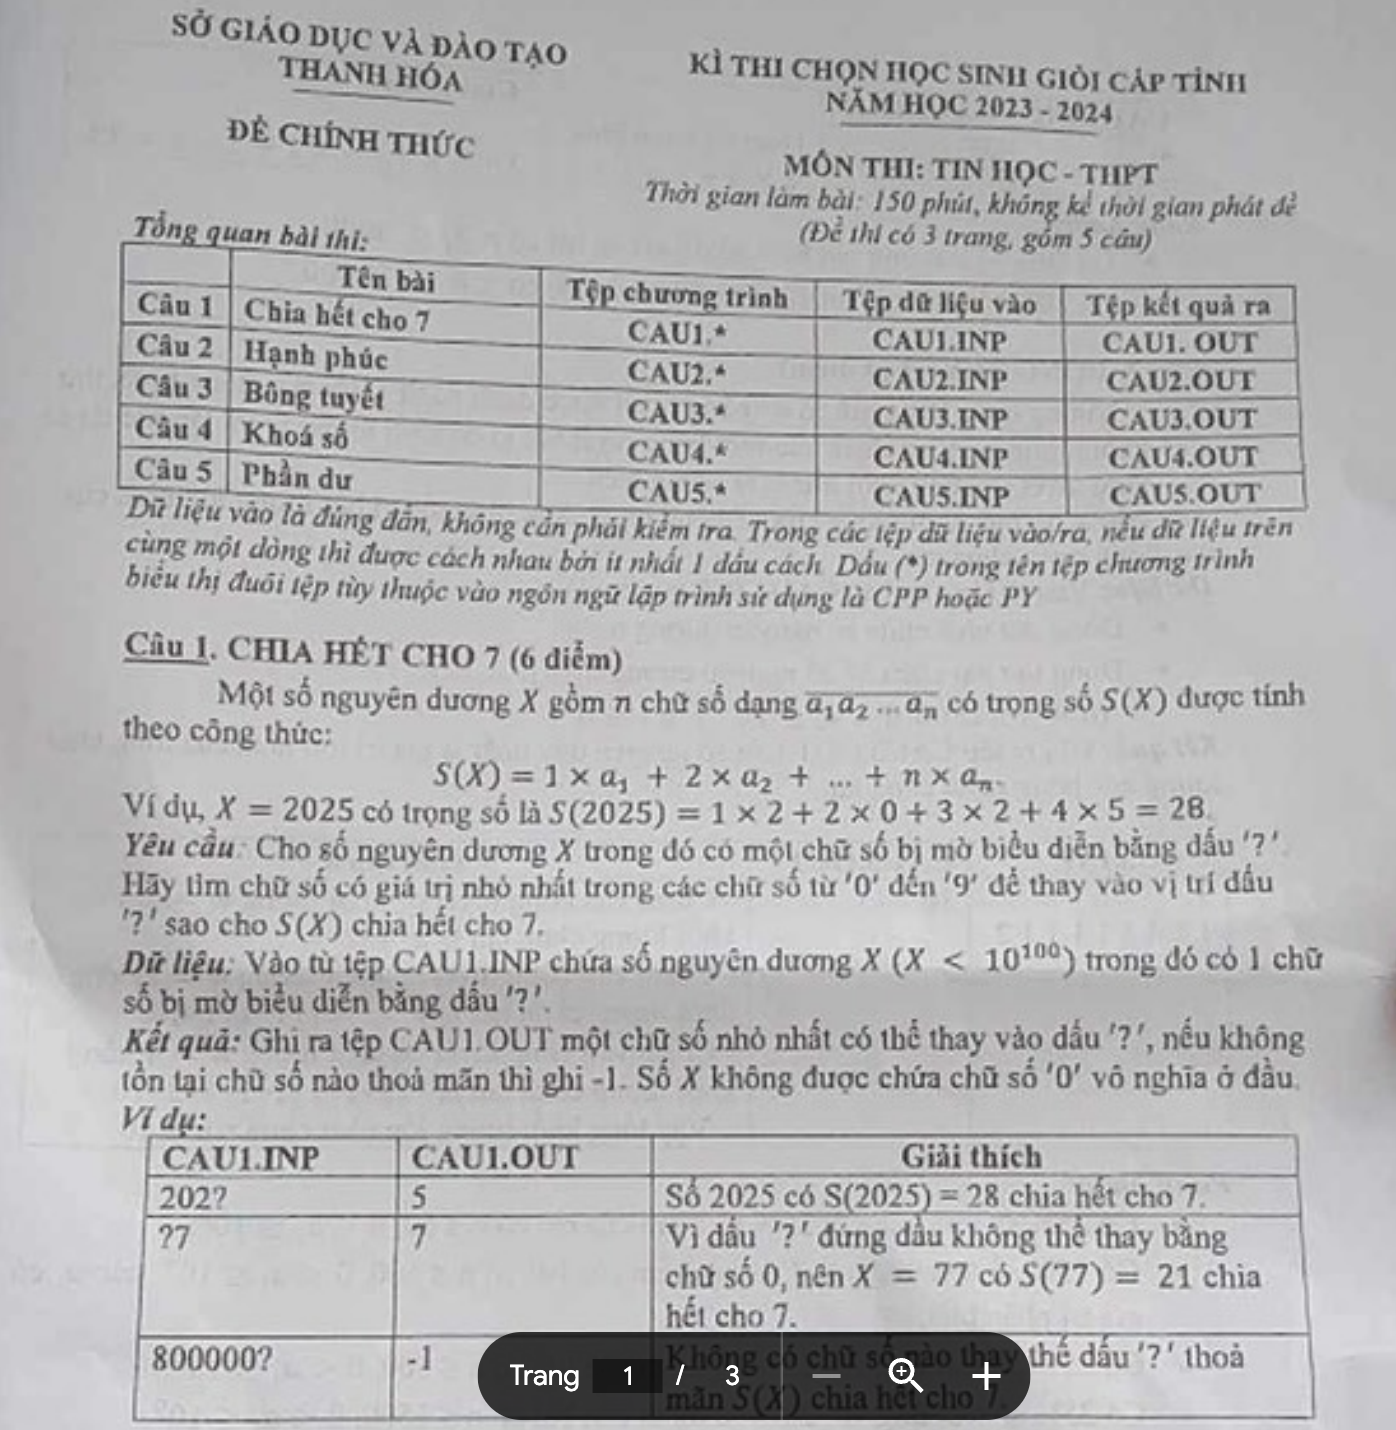 SỞ GIÁO DỤC VÀ ĐÀO TẠO
THANH HÓA
ĐỀ CHÍNH THỨC
KÌ THI CHỌN HỌC SINH GIỎI CẤP TỈNH
NĂM HỌC 2023 - 2024
MÔN THI: TIN HỌC - THPT
Thời gian làm bài: 150 phút, không kể thời gian phát đề
(Đề thi có 3 trang, gồm 5 câu)
Tổng quan bài thi:
Tên bài Tệp chương trình Tệp dữ liệu vào Tệp kết quả ra
Câu 1 Chia hết cho 7 CAU1.* CAU1.INP CAU1. OUT
Câu 2 Hạnh phúc CAU2.* CAU2.INP CAU2.OUT
Câu 3 Bông tuyết CAU3.* CAU3.INP CAU3.OUT
Câu 4 Khoá số CAU4.* CAU4.INP CAU4.OUT
Câu 5 Phần dư CAU5.* CAU5.INP CAU5.OUT
Dữ liệu vào là đúng đắn, không cần phải kiểm tra. Trong các tệp dữ liệu vào/ra, nếu dữ liệu trên
cùng một dòng thì được cách nhau bởi ít nhất 1 dấu cách. Dấu (*) trong tên tệp chương trình
biểu thị đuôi tệp tùy thuộc vào ngôn ngữ lập trình sử dụng là CPP hoặc PY
Câu 1. CHIA HẾT CHO 7 (6 điểm)
Một số nguyên dương X gồm n chữ số dạng a₁a₂ ... aₙ có trọng số S(X) được tính
theo công thức:
S(X) = 1 × a₁ + 2 × a₂ + ... + n × aₙ.
Ví dụ, X = 2025 có trọng số là S(2025) = 1 × 2 + 2 × 0 + 3 × 2 + 4 × 5 = 28.
Yêu cầu: Cho số nguyên dương X trong đó có một chữ số bị mờ biểu diễn bằng dấu '?'.
Hãy tìm chữ số có giá trị nhỏ nhất trong các chữ số từ '0' đến '9' để thay vào vị trí dấu
'?' sao cho S(X) chia hết cho 7.
Dữ liệu: Vào từ tệp CAU1.INP chứa số nguyên dương X (X < 10¹⁰⁰) trong đó có 1 chữ
số bị mờ biểu diễn bằng dấu '?'.
Kết quả: Ghi ra tệp CAU1.OUT một chữ số nhỏ nhất có thể thay vào dấu '?', nếu không
tồn tại chữ số nào thoả mãn thì ghi -1. Số X không được chứa chữ số '0' vô nghĩa ở đầu.
Ví dụ:
CAU1.INP CAU1.OUT Giải thích
202? 5 Số 2025 có S(2025) = 28 chia hết cho 7.
?7 7 Vì dấu '?' đứng đầu không thể thay bằng
chữ số 0, nên X = 77 có S(77) = 21 chia
hết cho 7.
800000? -1 Không có chữ số nào thay thế dấu '?' thoả
mãn S(X) chia hết cho 7.
Trang 1 / 3